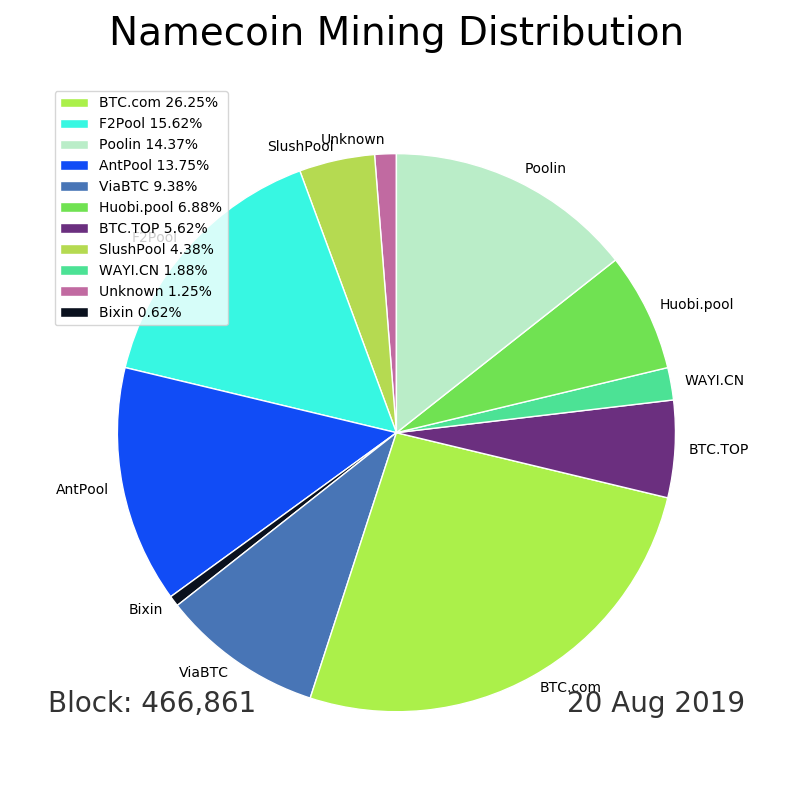 Namecoin Mining Distribution
BTC.com 26.25%
F2Pool 15.62%
Poolin 14.37%
AntPool 13.75%
ViaBTC 9.38%
Huobi.pool 6.88%
BTC.TOP 5.62%
SlushPool 4.38%
WAYI.CN 1.88%
Unknown 1.25%
Bixin 0.62%
Unknown
SlushPool
Poolin
F2Pool
Huobi.pool
WAYI.CN
BTC.TOP
AntPool
Bixin
ViaBTC
BTC.com
Block: 466,861
20 Aug 2019